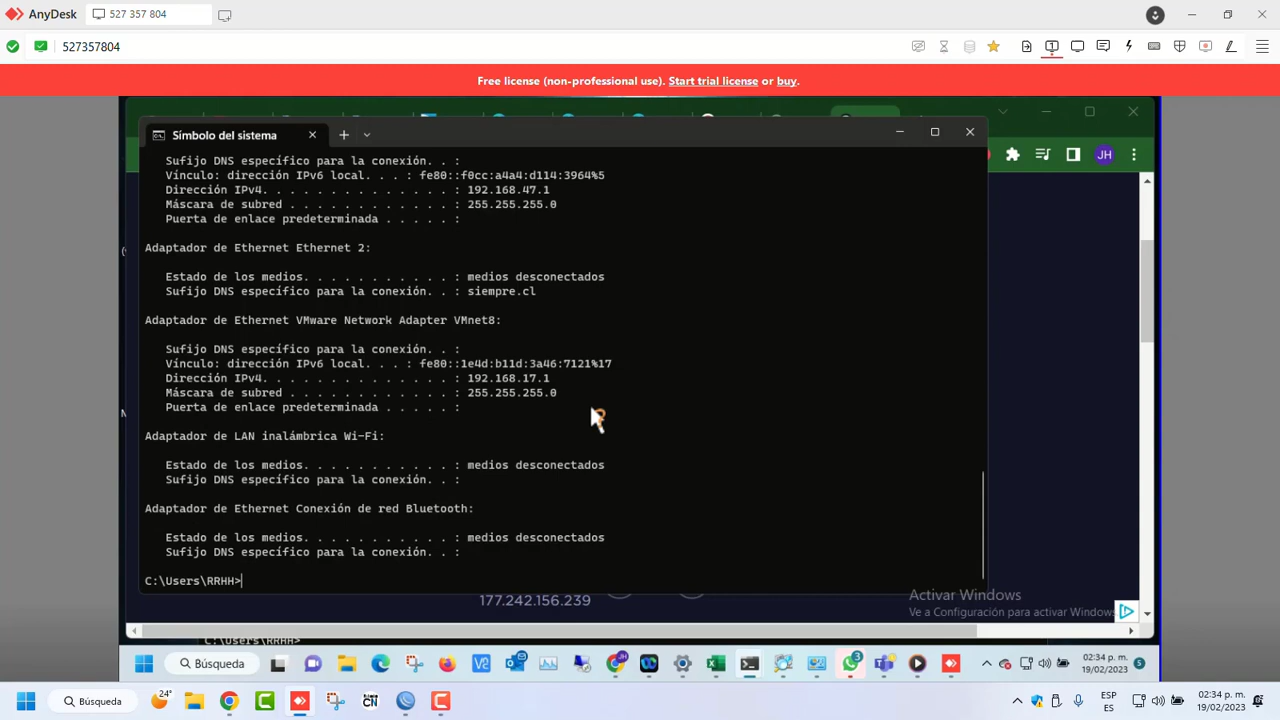 AnyDesk
527 357 804
527357804
Free license (non-professional use). Start trial license or buy.
Símbolo del sistema
Sufijo DNS específico para la conexión. . :
Vínculo: dirección IPv6 local. . . : fe80::f0cc:a4a4:d114:3964%5
Dirección IPv4. . . . . . . . . . . . . . : 192.168.47.1
Máscara de subred . . . . . . . . . . . . : 255.255.255.0
Puerta de enlace predeterminada . . . . . :
Adaptador de Ethernet Ethernet 2:
Estado de los medios. . . . . . . . . . . : medios desconectados
Sufijo DNS específico para la conexión. . : siempre.cl
Adaptador de Ethernet VMware Network Adapter VMnet8:
Sufijo DNS específico para la conexión. . :
Vínculo: dirección IPv6 local. . . : fe80::1e4d:b11d:3a46:7121%17
Dirección IPv4. . . . . . . . . . . . . . : 192.168.17.1
Máscara de subred . . . . . . . . . . . . : 255.255.255.0
Puerta de enlace predeterminada . . . . . :
Adaptador de LAN inalámbrica Wi-Fi:
Estado de los medios. . . . . . . . . . . : medios desconectados
Sufijo DNS específico para la conexión. . :
Adaptador de Ethernet Conexión de red Bluetooth:
Estado de los medios. . . . . . . . . . . : medios desconectados
Sufijo DNS específico para la conexión. . :
C:\Users\RRHH>
JH
177.242.156.239
Activar Windows
Ve a Configuración para activar Windows.
C:\Users\RRHH>
Búsqueda
02:34 p. m.
19/02/2023
24°
Búsqueda
ESP
ES
02:34 p. m.
19/02/2023